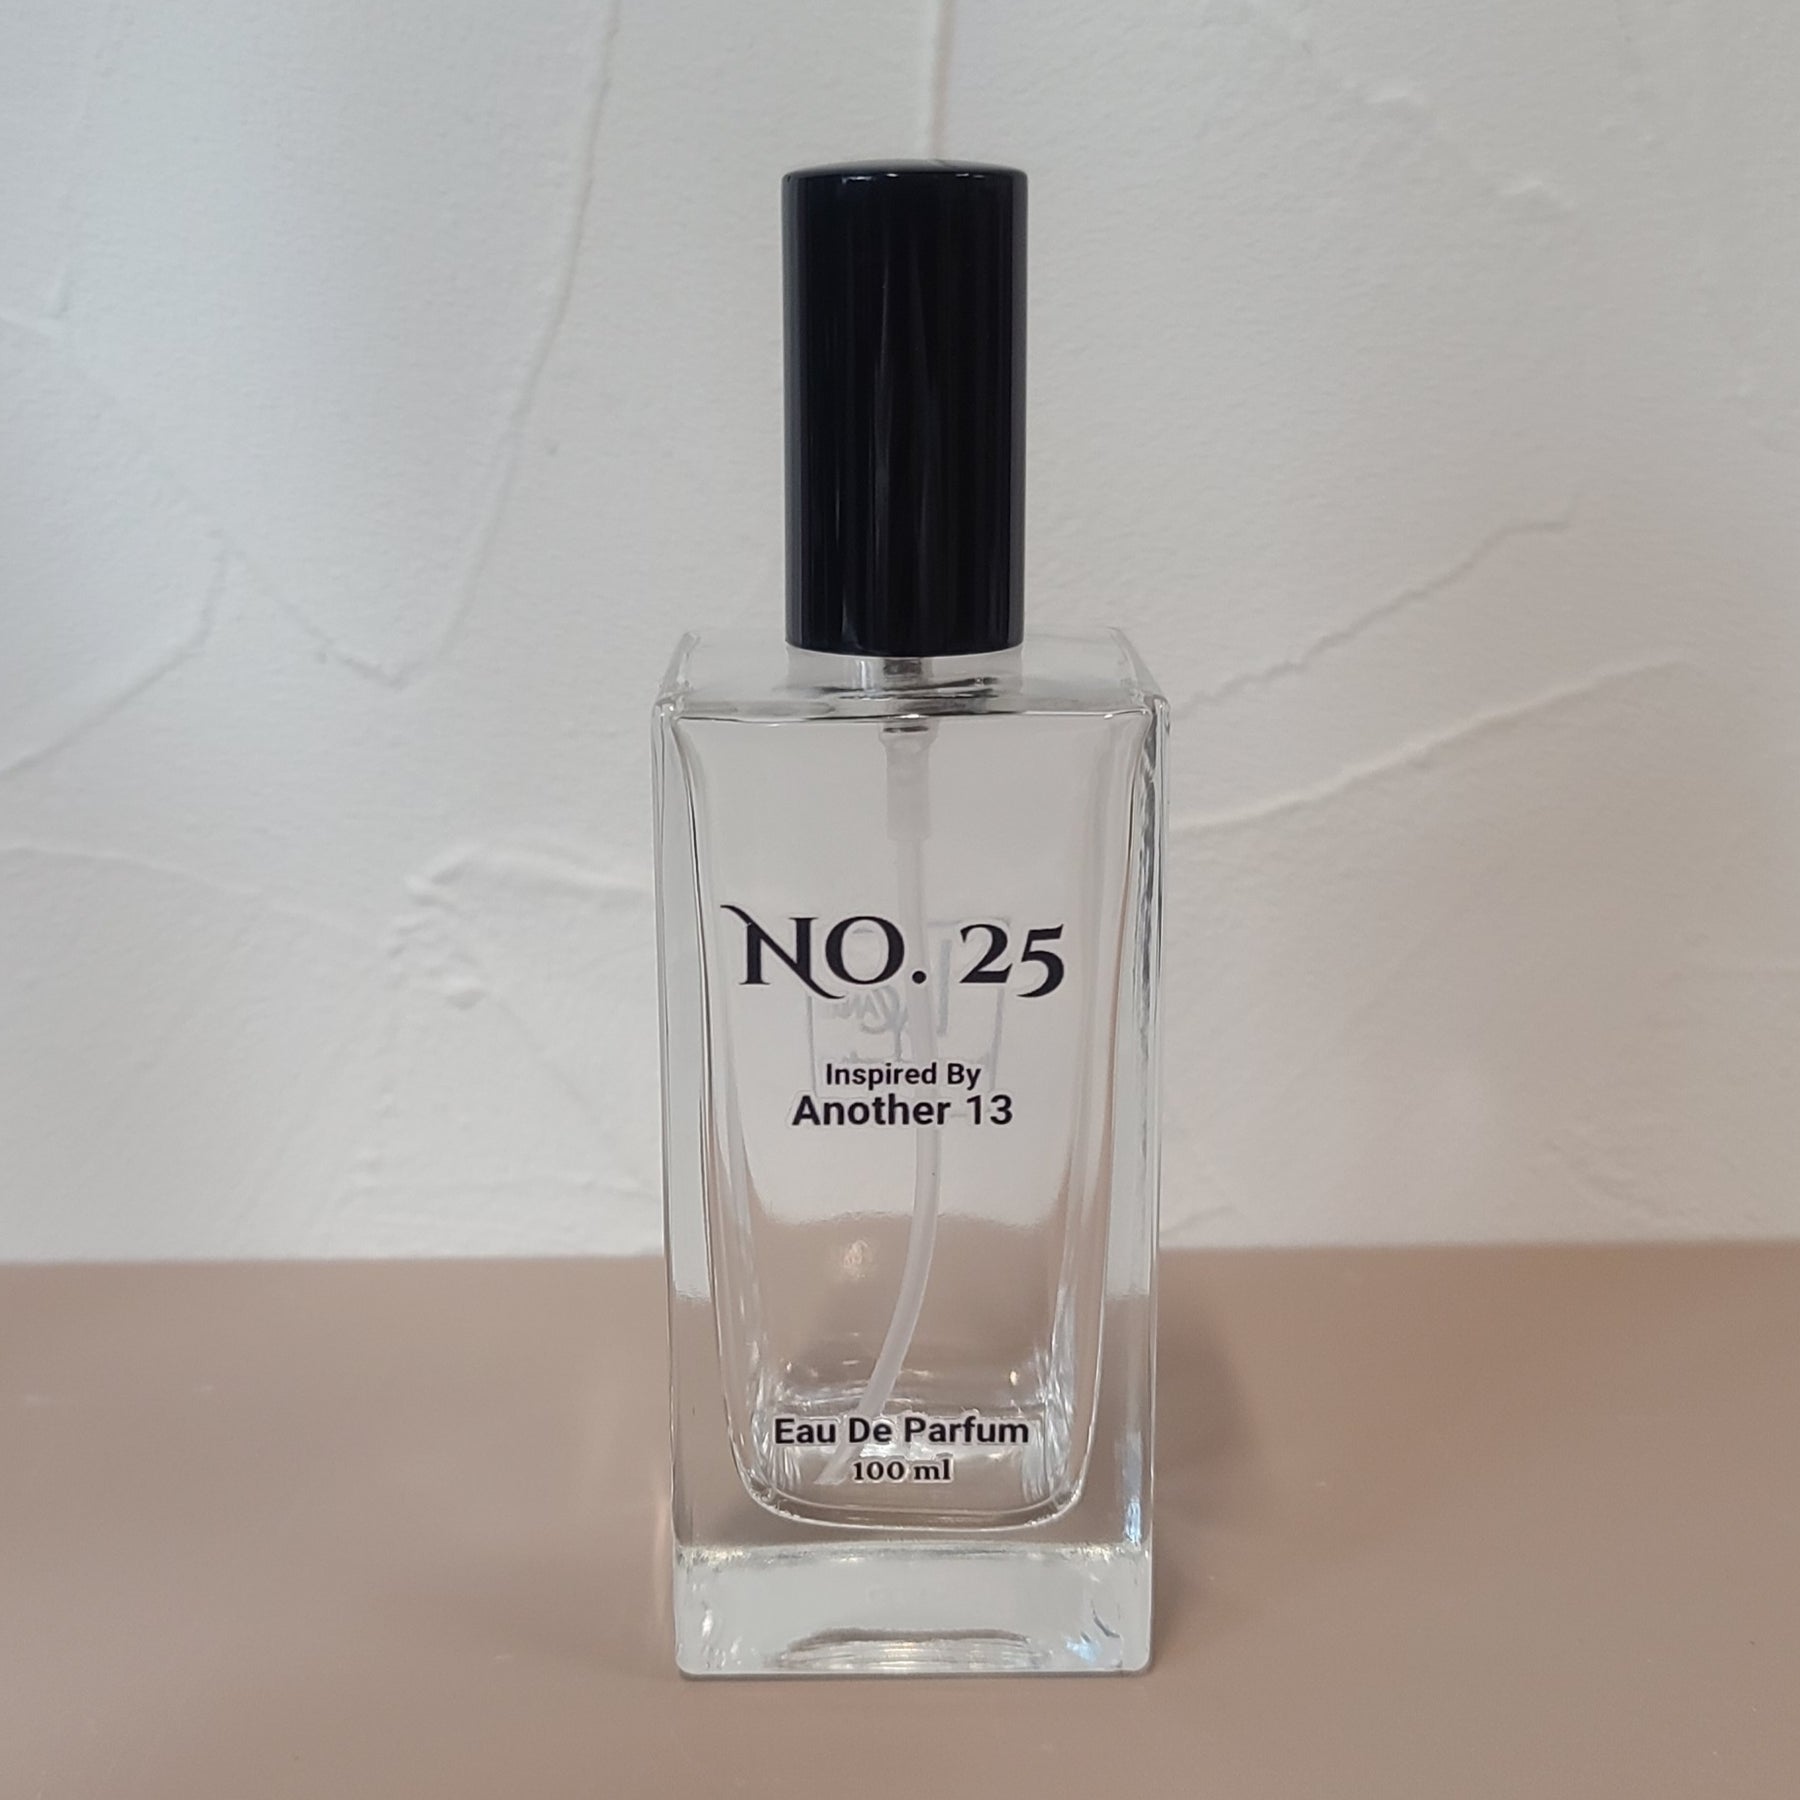 NO. 25
Inspired By
Another 13
Eau De Parfum
100 ml